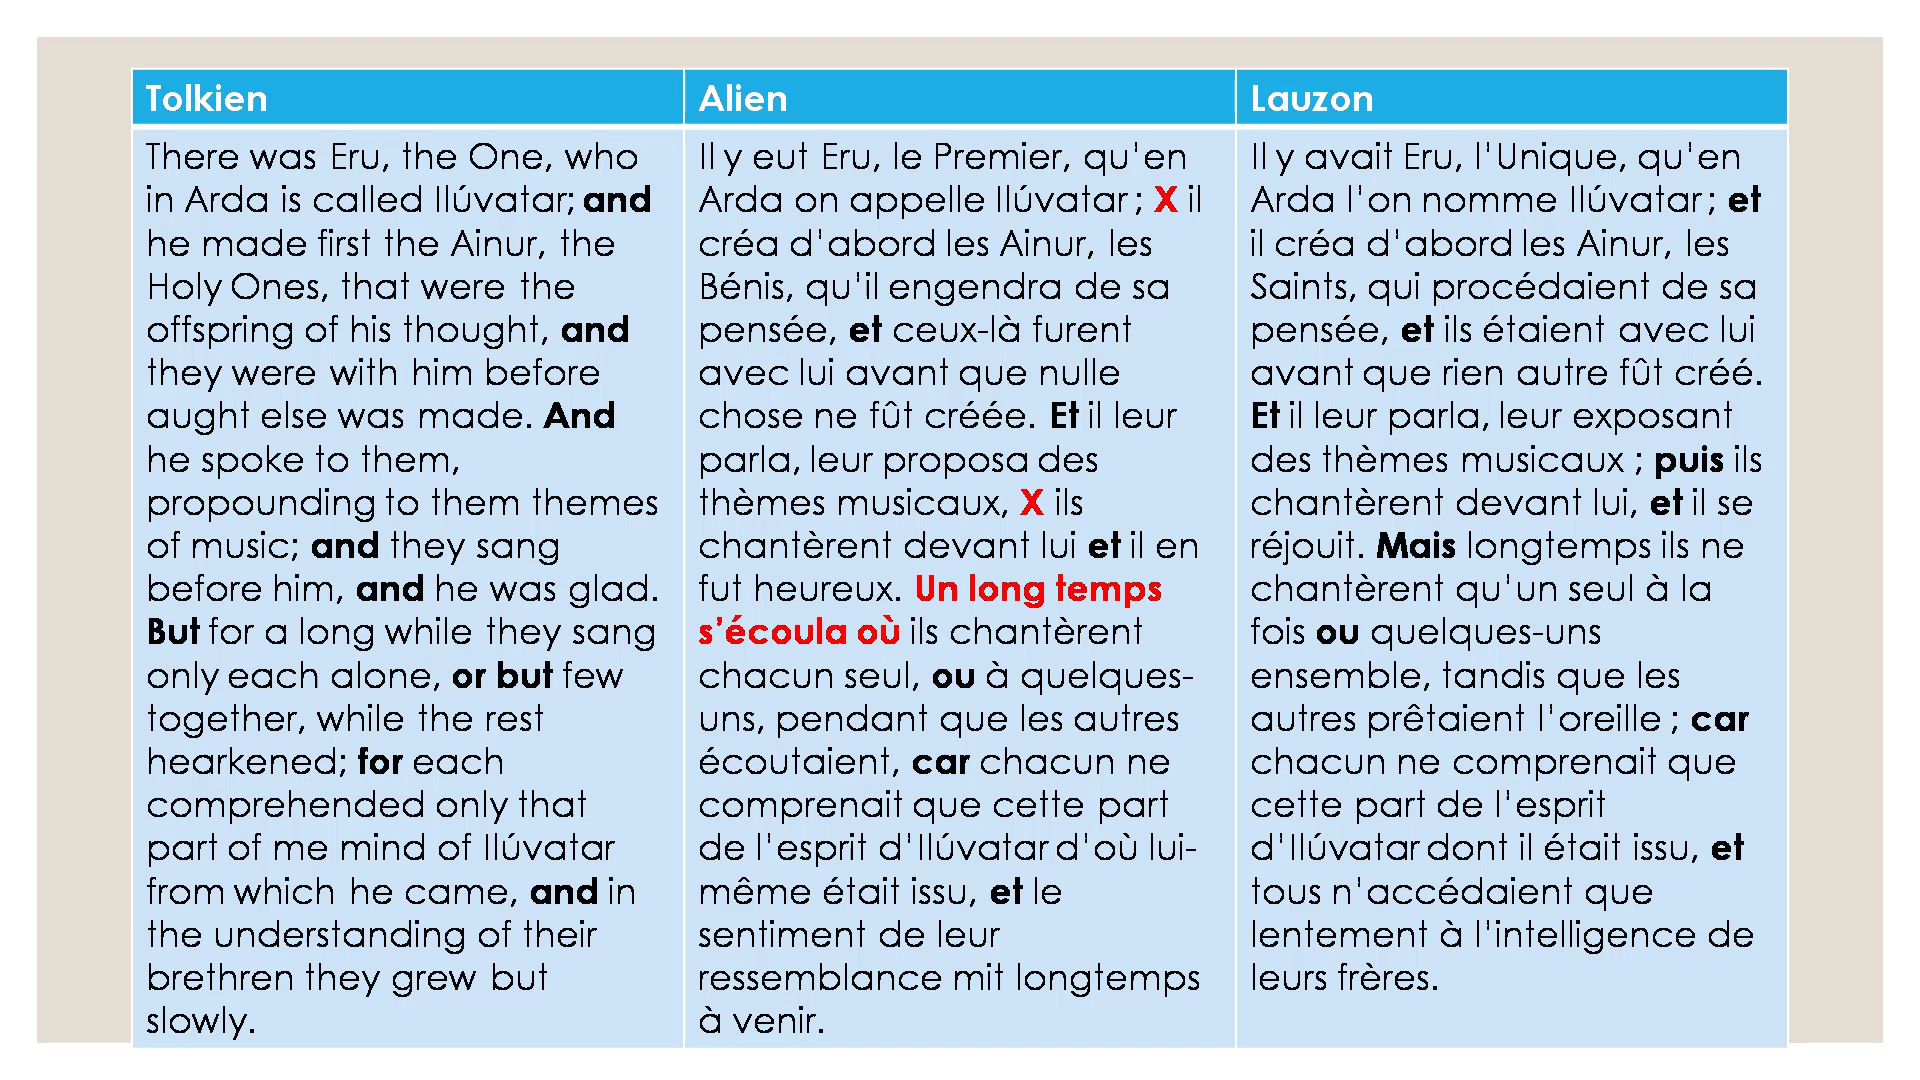 Tolkien
There was Eru, the One, who
in Arda is called Ilúvatar; and
he made first the Ainur, the
Holy Ones, that were the
offspring of his thought, and
they were with him before
aught else was made. And
he spoke to them,
propounding to them themes
of music; and they sang
before him, and he was glad.
But for a long while they sang
only each alone, or but few
together, while the rest
hearkened; for each
comprehended only that
part of me mind of Ilúvatar
from which he came, and in
the understanding of their
brethren they grew but
slowly.
Alien
Il y eut Eru, le Premier, qu'en
Arda on appelle Ilúvatar ; X il
créa d'abord les Ainur, les
Bénis, qu'il engendra de sa
pensée, et ceux-là furent
avec lui avant que nulle
chose ne fût créée. Et il leur
parla, leur proposa des
thèmes musicaux, X ils
chantèrent devant lui et il en
fut heureux. Un long temps
s'écoula où ils chantèrent
chacun seul, ou à quelques-
uns, pendant que les autres
écoutaient, car chacun ne
comprenait que cette part
de l'esprit d'Ilúvatar d'où lui-
même était issu, et le
sentiment de leur
ressemblance mit longtemps
à venir.
Lauzon
Il y avait Eru, l'Unique, qu'en
Arda l'on nomme Ilúvatar ; et
il créa d'abord les Ainur, les
Saints, qui procédaient de sa
pensée, et ils étaient avec lui
avant que rien autre fût créé.
Et il leur parla, leur exposant
des thèmes musicaux ; puis ils
chantèrent devant lui, et il se
réjouit. Mais longtemps ils ne
chantèrent qu'un seul à la
fois ou quelques-uns
ensemble, tandis que les
autres prêtaient l'oreille ; car
chacun ne comprenait que
cette part de l'esprit
d'Ilúvatar dont il était issu, et
tous n'accédaient que
lentement à l'intelligence de
leurs frères.